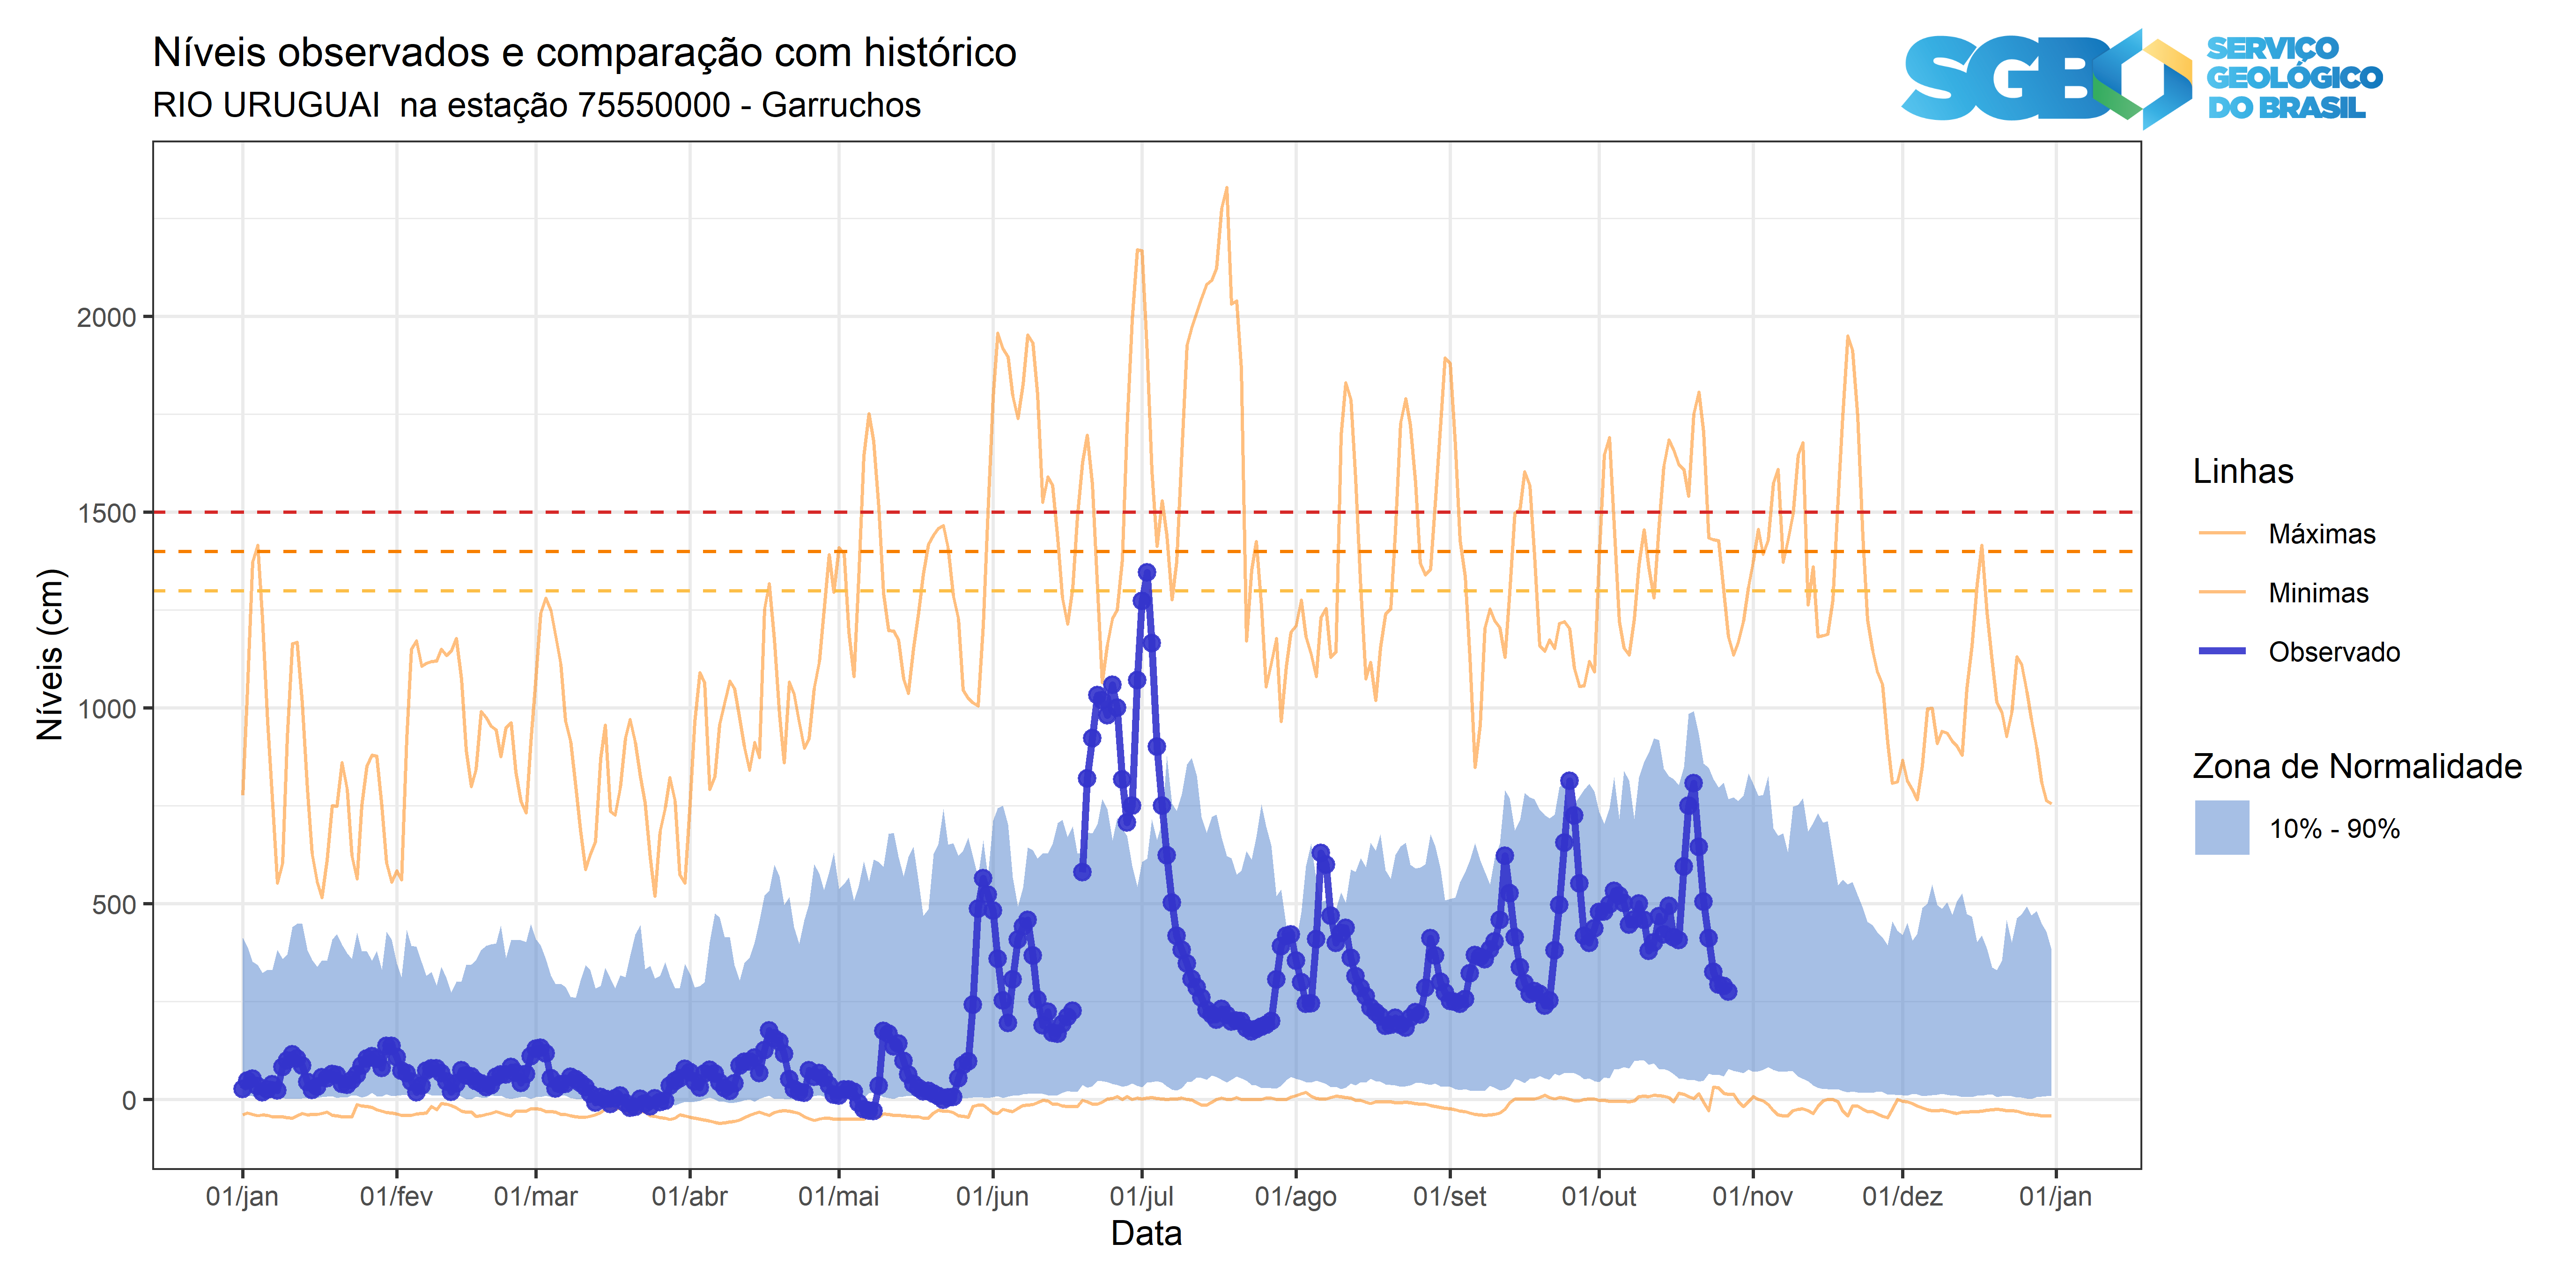 Níveis observados e comparação com histórico
RIO URUGUAI  na estação 75550000 - Garruchos
SGB
SERVIÇO
GEOLÓGICO
DO BRASIL
Níveis (cm)
2000
1500
1000
500
0
01/jan
01/fev
01/mar
01/abr
01/mai
01/jun
01/jul
01/ago
01/set
01/out
01/nov
01/dez
01/jan
Data
Linhas
Máximas
Minimas
Observado
Zona de Normalidade
10% - 90%